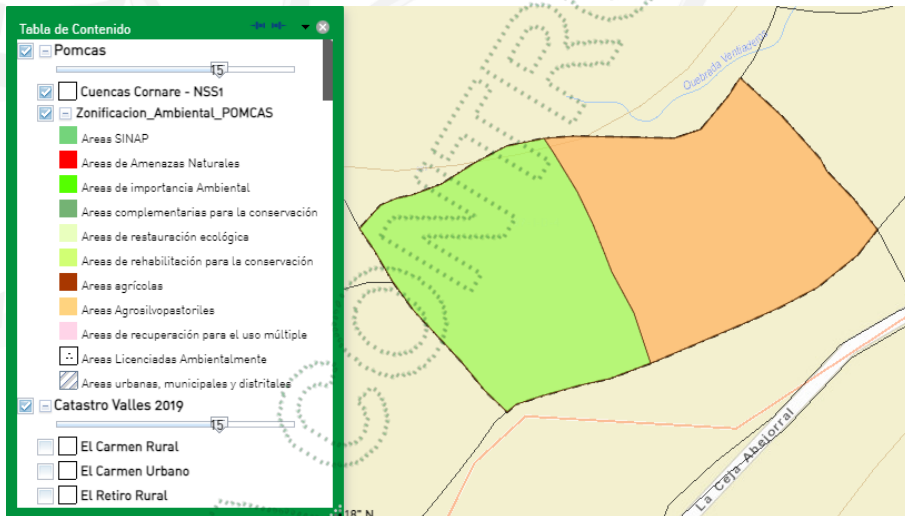 Tabla de Contenido
Pomcas
15
Cuencas Cornare - NSS1
Zonificacion_Ambiental_POMCAS
Areas SINAP
Areas de Amenazas Naturales
Areas de importancia Ambiental
Areas complementarias para la conservación
Areas de restauración ecológica
Areas de rehabilitación para la conservación
Areas agrícolas
Areas Agrosilvopastoriles
Areas de recuperación para el uso múltiple
Areas Licenciadas Ambientalmente
Areas urbanas, municipales y distritales
Catastro Valles 2019
15
El Carmen Rural
El Carmen Urbano
El Retiro Rural
Quebrada Ventiaderos
La Ceja Abejorral
18" N